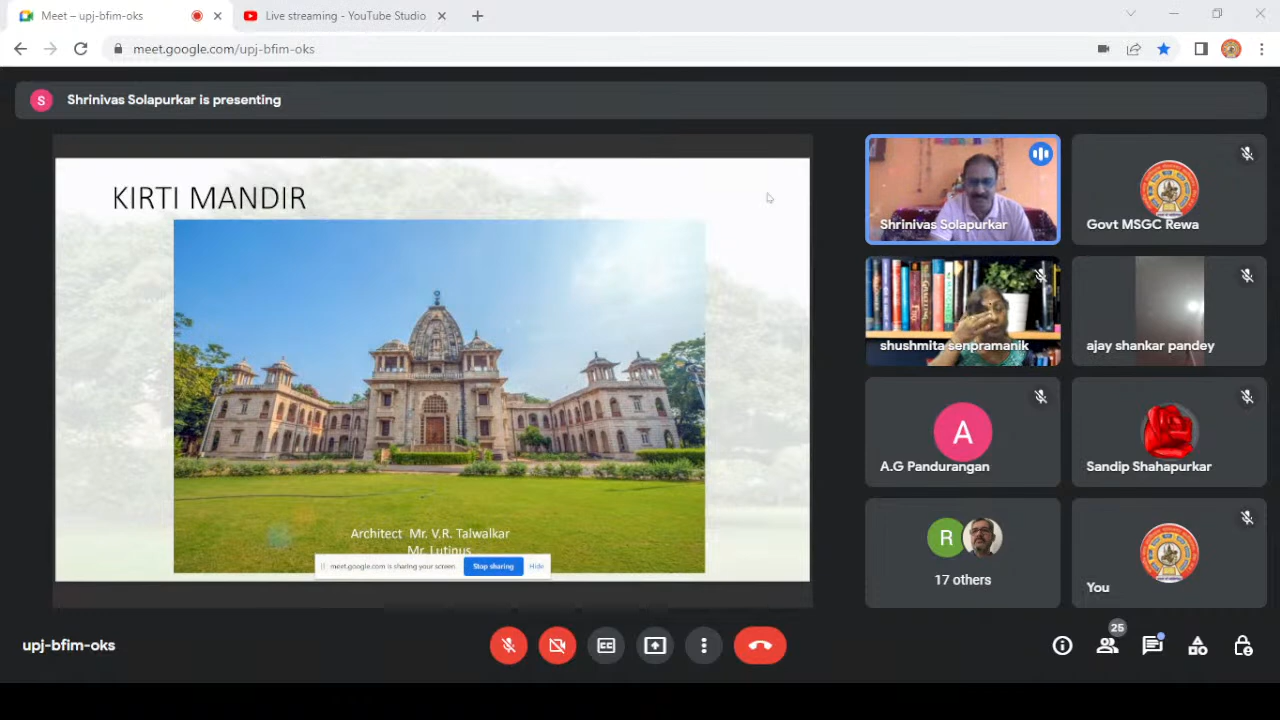 Meet – upj-bfim-oks
Live streaming - YouTube Studio
meet.google.com/upj-bfim-oks
S
Shrinivas Solapurkar is presenting
KIRTI MANDIR
Architect Mr. V.R. Talwalkar
Mr. Lutinus
meet.google.com is sharing your screen.
Stop sharing
Hide
Shrinivas Solapurkar
Govt MSGC Rewa
shushmita senpramanik
ajay shankar pandey
A
A.G Pandurangan
Sandip Shahapurkar
R
17 others
You
upj-bfim-oks
CC
25